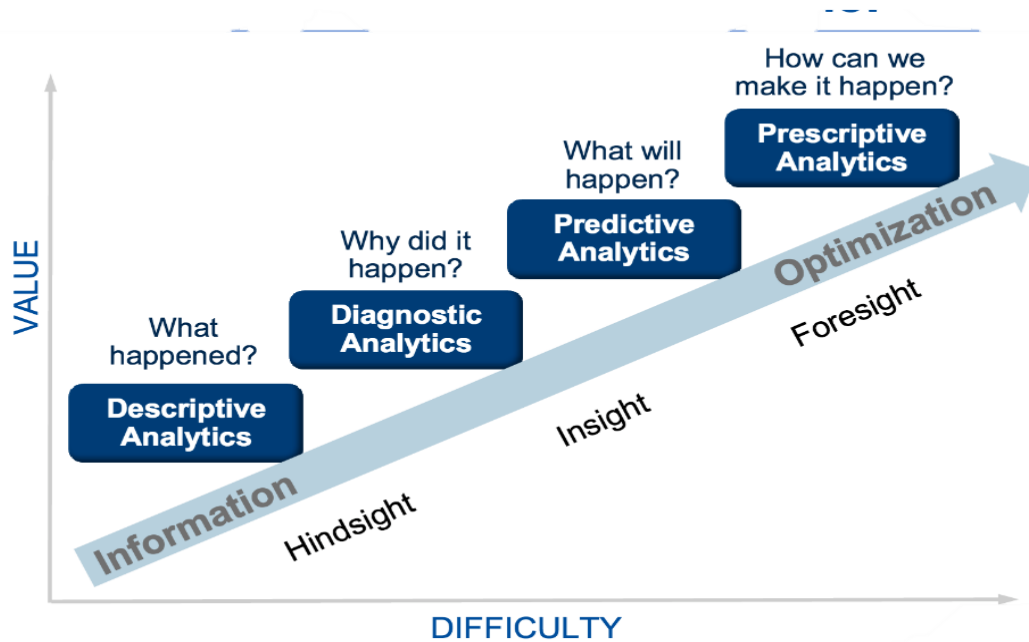 How can we
make it happen?
Prescriptive
Analytics
What will
happen?
Predictive
Analytics
Why did it
happen?
Diagnostic
Analytics
What
happened?
Descriptive
Analytics
Information
Optimization
Hindsight
Insight
Foresight
VALUE
DIFFICULTY